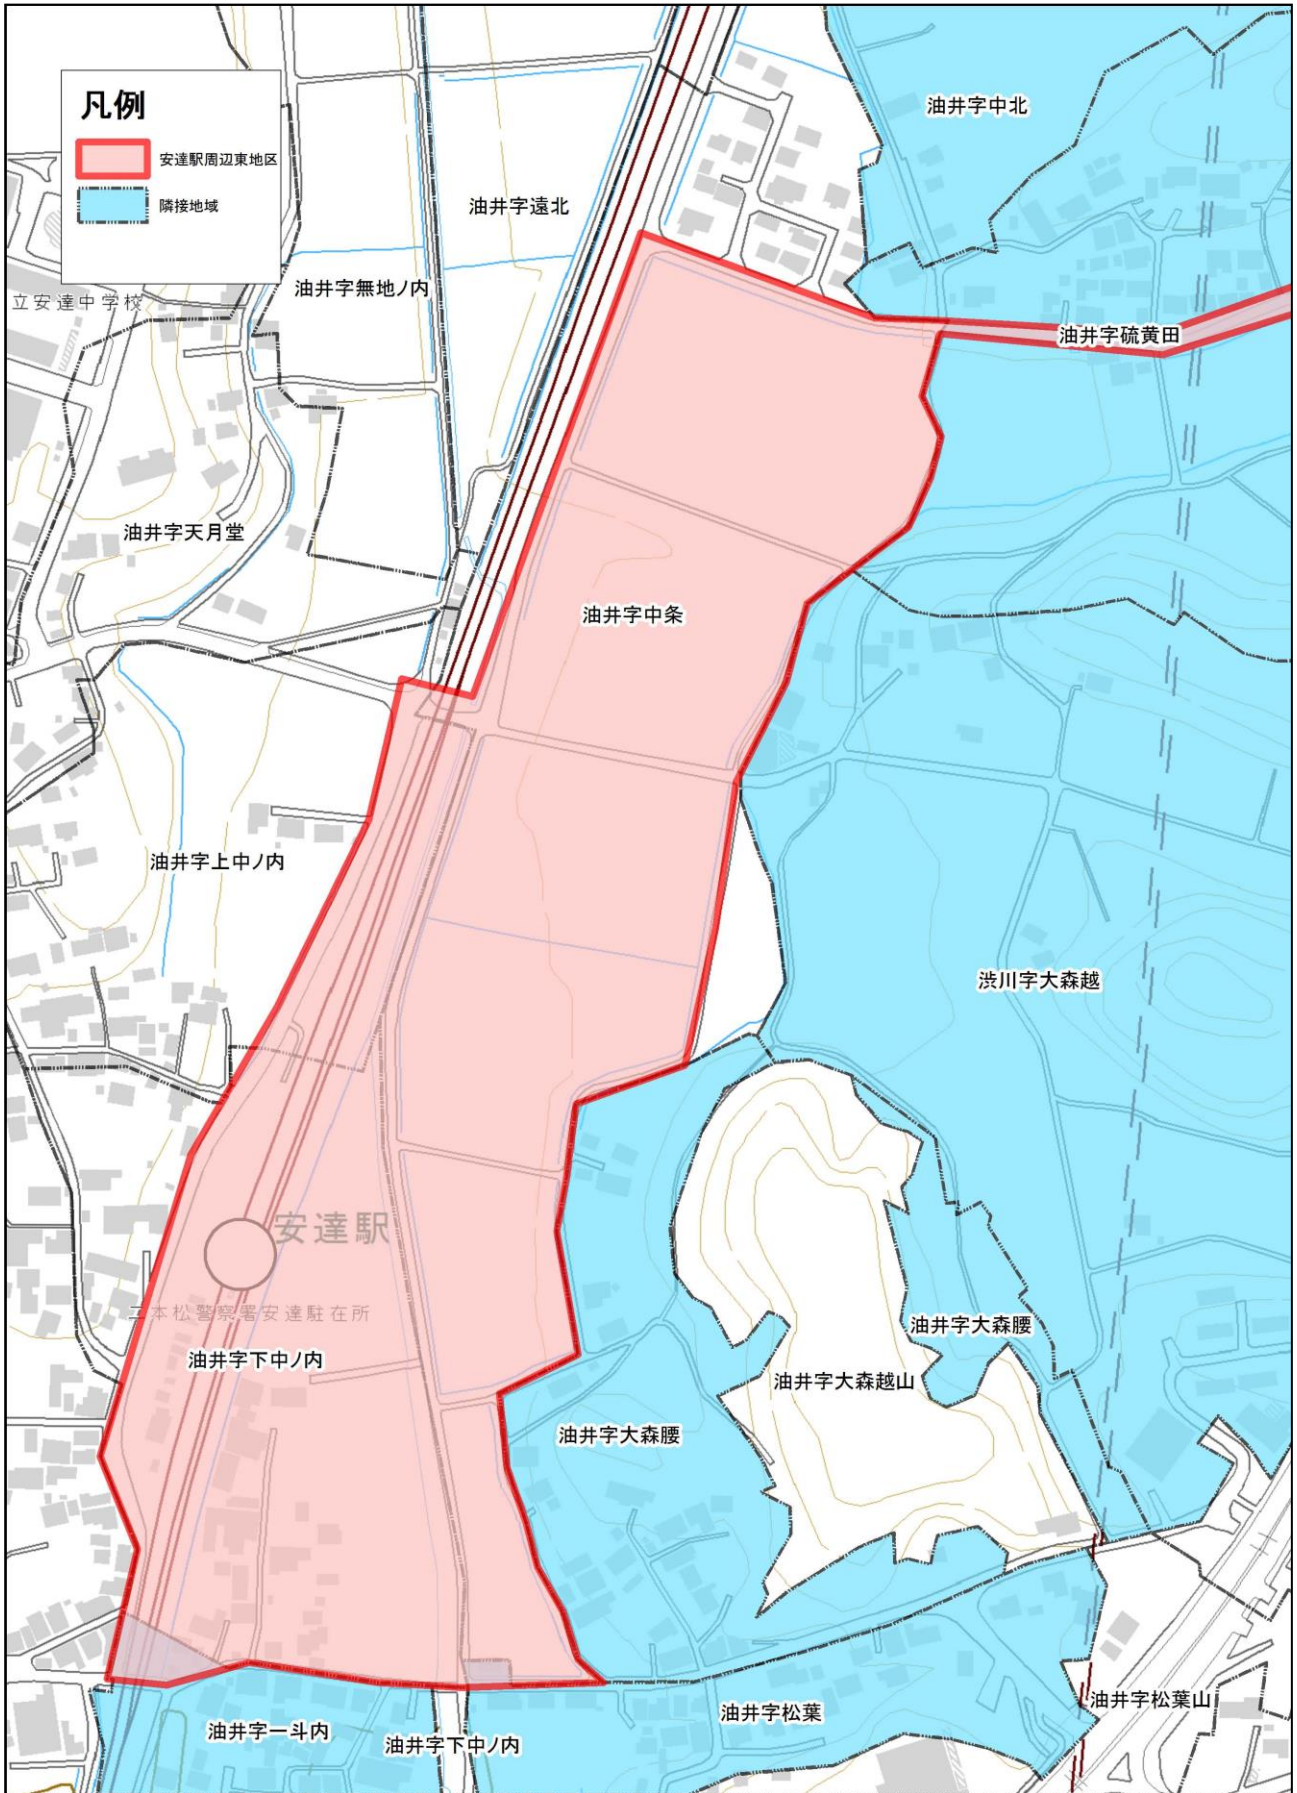 凡例
安達駅周辺東地区
隣接地域
油井字中北
油井字遠北
油井字無地ノ内
立安達中学校
油井字硫黄田
油井字天月堂
油井字中条
油井字上中ノ内
渋川字大森越
安達駅
二本松警察署安達駐在所
油井字下中ノ内
油井字大森腰
油井字大森越山
油井字大森腰
油井字松葉山
油井字松葉
油井字一斗内
油井字下中ノ内